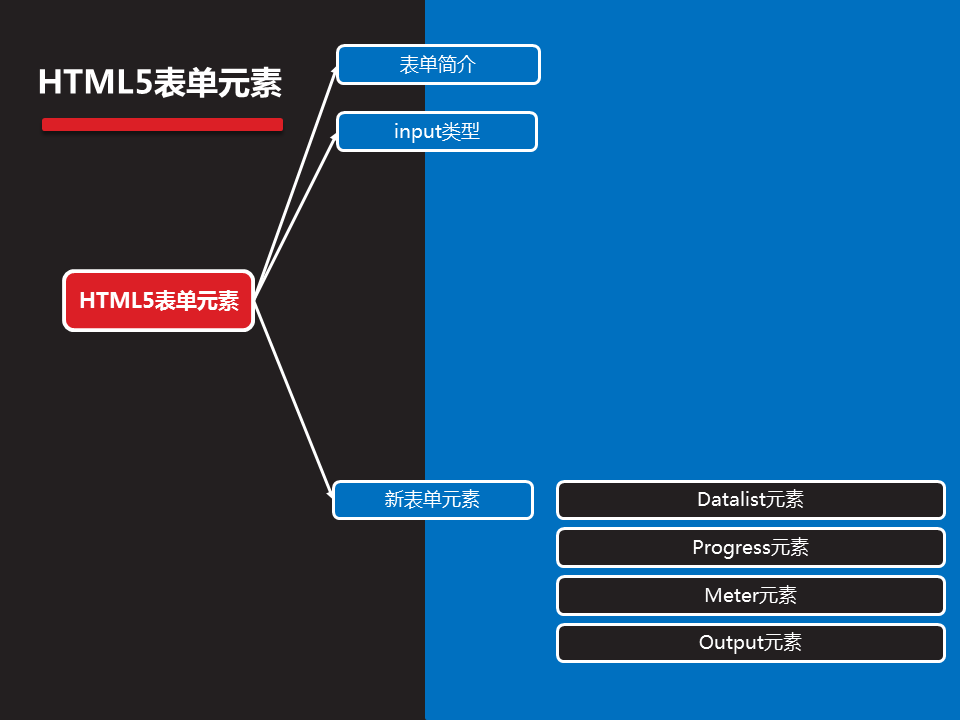 HTML5表单元素
表单简介
input类型
HTML5表单元素
新表单元素
Datalist元素
Progress元素
Meter元素
Output元素